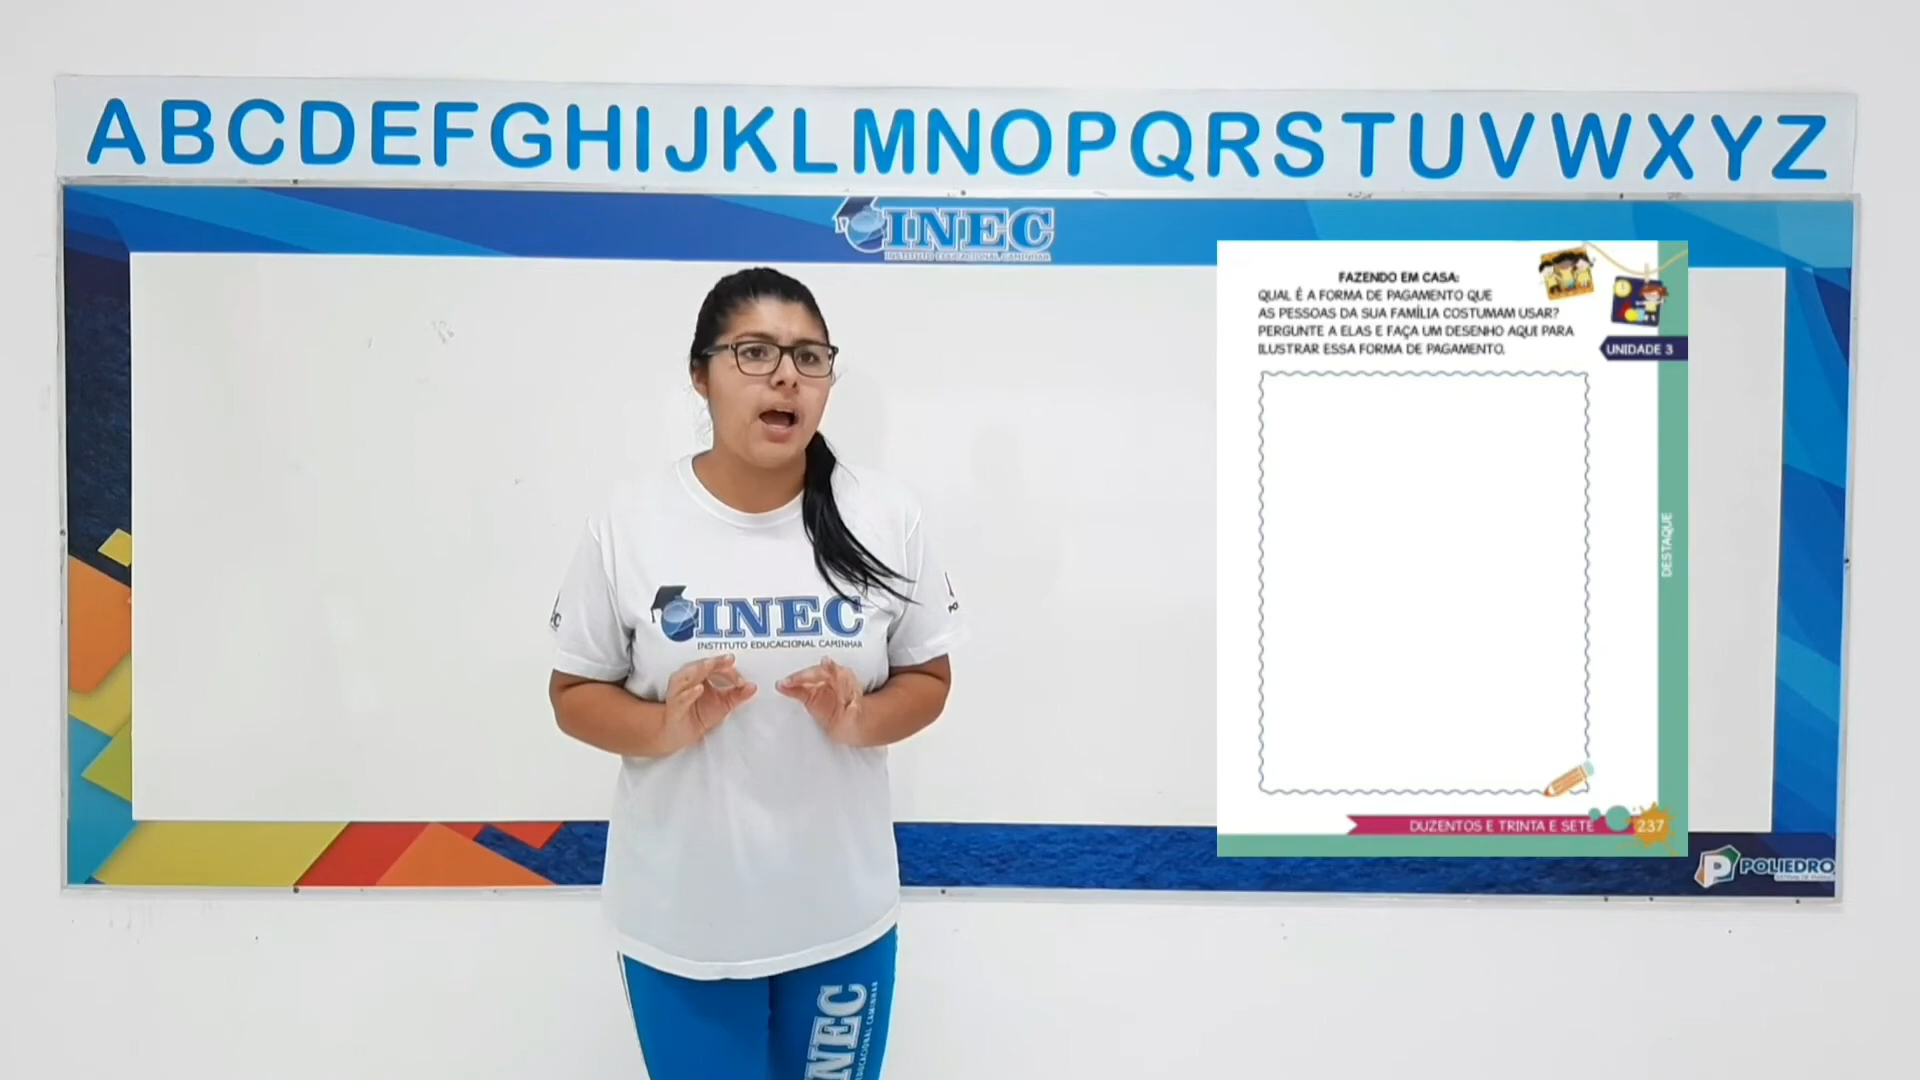 ABCDEFGHIJKLMNOPQRSTUVWXYZ
INEC
INSTITUTO EDUCACIONAL CAMINHAR
FAZENDO EM CASA:
QUAL É A FORMA DE PAGAMENTO QUE
AS PESSOAS DA SUA FAMÍLIA COSTUMAM USAR?
PERGUNTE A ELAS E FAÇA UM DESENHO AQUI PARA
ILUSTRAR ESSA FORMA DE PAGAMENTO.
UNIDADE 3
DESTAQUE
DUZENTOS E TRINTA E SETE
237
INEC
INSTITUTO EDUCACIONAL CAMINHAR
POLIEDRO
INEC
EDUCACIONAL CAMINHAR